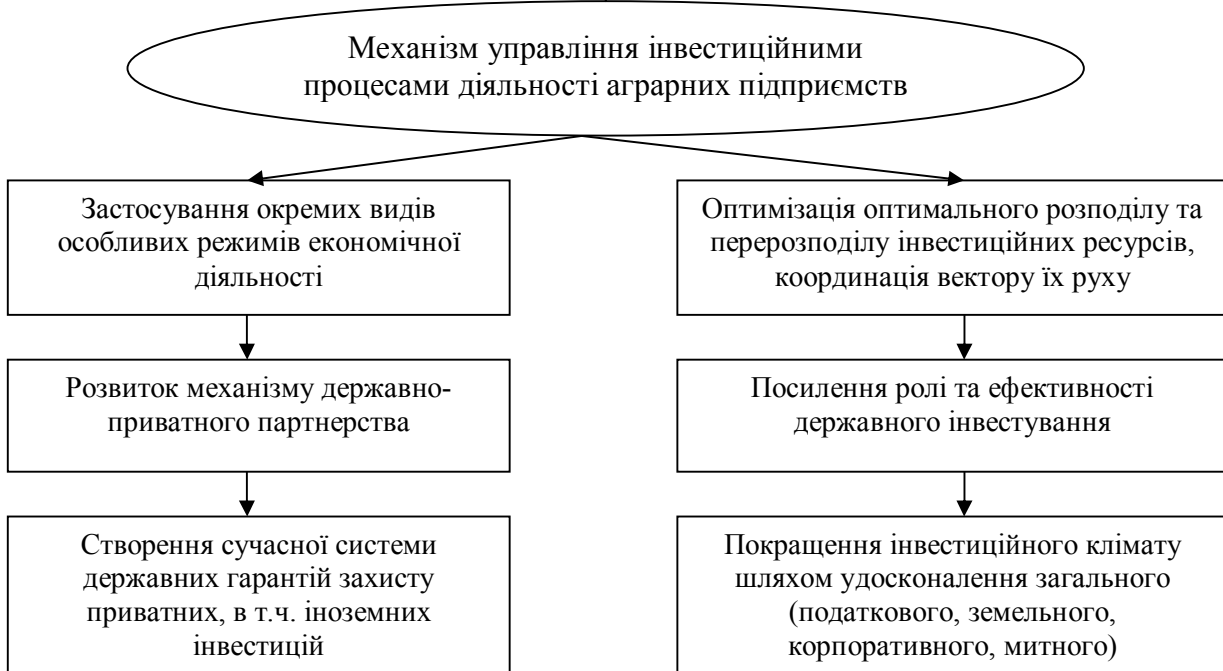 Механізм управління інвестиційними
процесами діяльності аграрних підприємств
Застосування окремих видів
особливих режимів економічної
діяльності
Оптимізація оптимального розподілу та
перерозподілу інвестиційних ресурсів,
координація вектору їх руху
Розвиток механізму державно-
приватного партнерства
Посилення ролі та ефективності
державного інвестування
Створення сучасної системи
державних гарантій захисту
приватних, в т.ч. іноземних
інвестицій
Покращення інвестиційного клімату
шляхом удосконалення загального
(податкового, земельного,
корпоративного, митного)